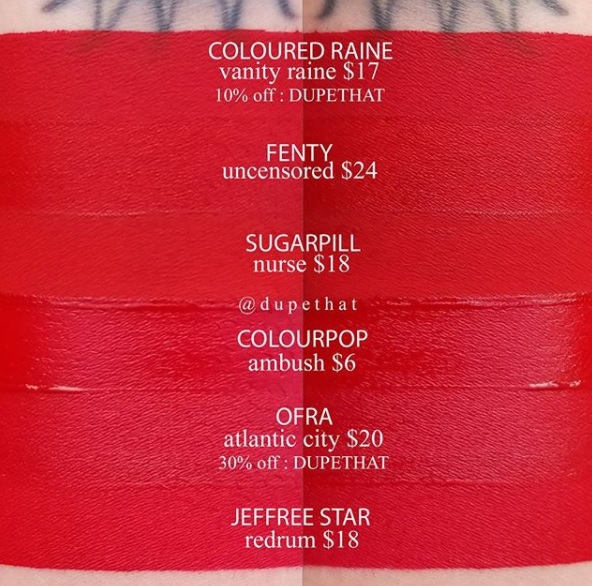 COLOURED RAINE
vanity raine $17
10% off : DUPETHAT
FENTY
uncensored $24
SUGARPILL
nurse $18
@dupethat
COLOURPOP
ambush $6
OFRA
atlantic city $20
30% off : DUPETHAT
JEFFREE STAR
redrum $18